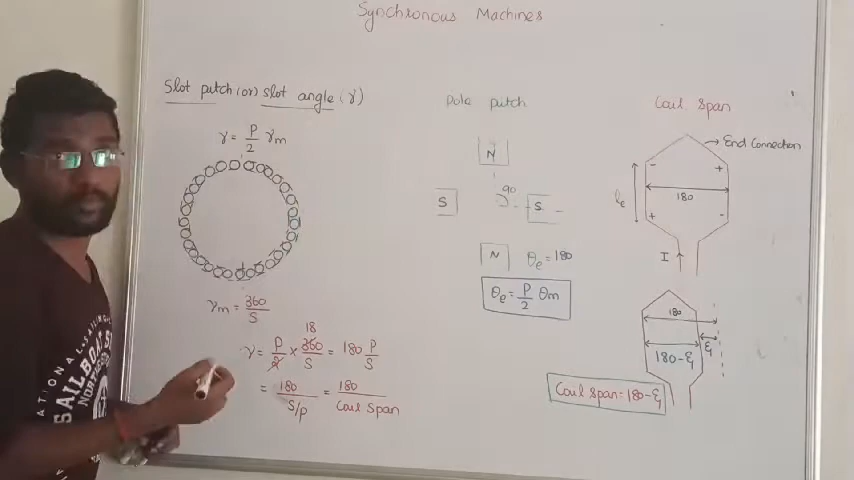 Synchronous Machines
Slot pitch (or) slot angle (γ)
γ = P/2 γm
γm = 360/S
18
γ = P/2 × 360/S = 180 P/S
= 180/(S/P) = 180/Coil Span
Pole pitch
N
90
S S
N θe = 180
θe = P/2 θm
Coil Span
End Connection
- +
180
le
+ -
I
180
180-ξ ξ
Coil Span = 180-ξ
SAILBOAT